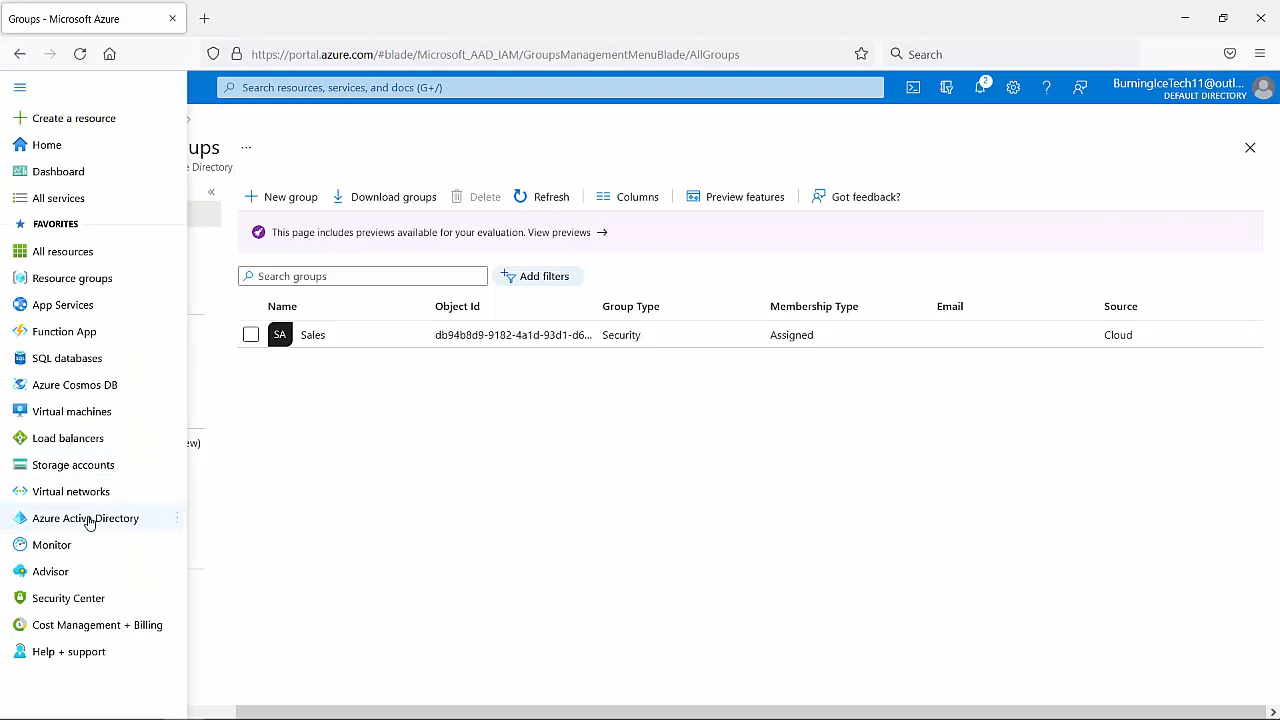 Groups - Microsoft Azure
https://portal.azure.com/#blade/Microsoft_AAD_IAM/GroupsManagementMenuBlade/AllGroups
Search
Search resources, services, and docs (G+/)
2
BurningIceTech11@outl...
DEFAULT DIRECTORY
Create a resource
Home
Dashboard
All services
FAVORITES
All resources
Resource groups
App Services
Function App
SQL databases
Azure Cosmos DB
Virtual machines
Load balancers
Storage accounts
Virtual networks
Azure Active Directory
Monitor
Advisor
Security Center
Cost Management + Billing
Help + support
ups ...
e Directory
ew)
New group Download groups Delete Refresh Columns Preview features Got feedback?
This page includes previews available for your evaluation. View previews →
Search groups
Add filters
Name Object Id Group Type Membership Type Email Source
SA Sales db94b8d9-9182-4a1d-93d1-d6... Security Assigned Cloud